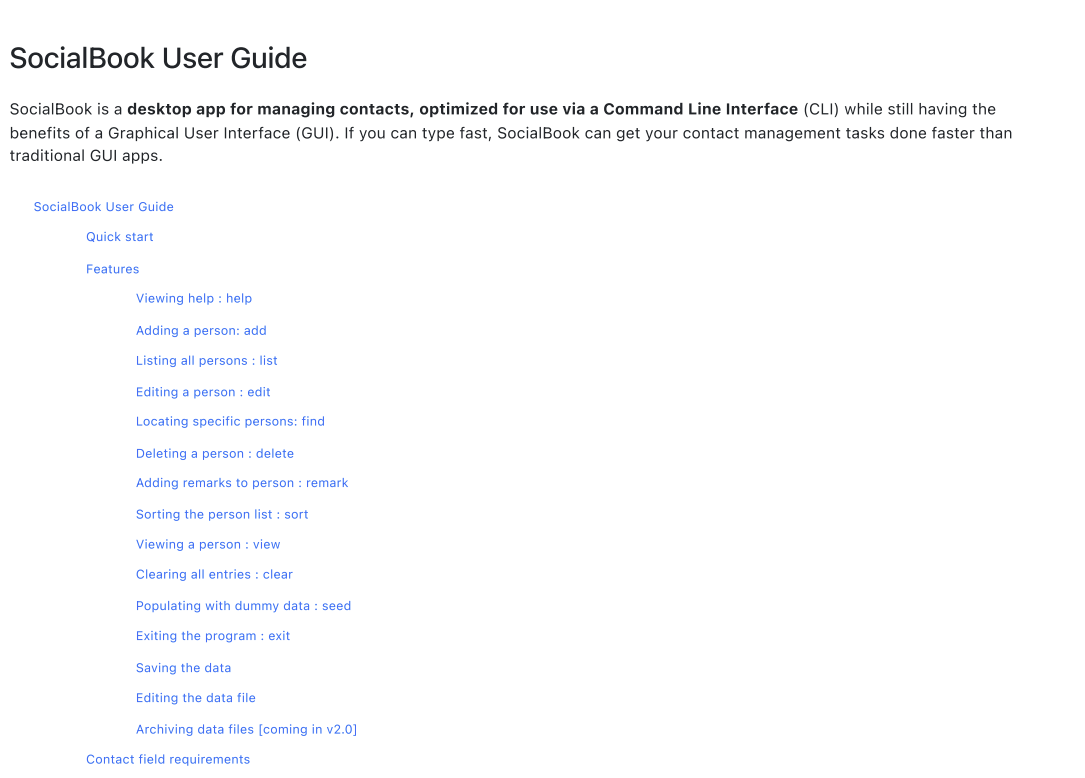 SocialBook User Guide
SocialBook is a desktop app for managing contacts, optimized for use via a Command Line Interface (CLI) while still having the
benefits of a Graphical User Interface (GUI). If you can type fast, SocialBook can get your contact management tasks done faster than
traditional GUI apps.
SocialBook User Guide
Quick start
Features
Viewing help : help
Adding a person: add
Listing all persons : list
Editing a person : edit
Locating specific persons: find
Deleting a person : delete
Adding remarks to person : remark
Sorting the person list : sort
Viewing a person : view
Clearing all entries : clear
Populating with dummy data : seed
Exiting the program : exit
Saving the data
Editing the data file
Archiving data files [coming in v2.0]
Contact field requirements